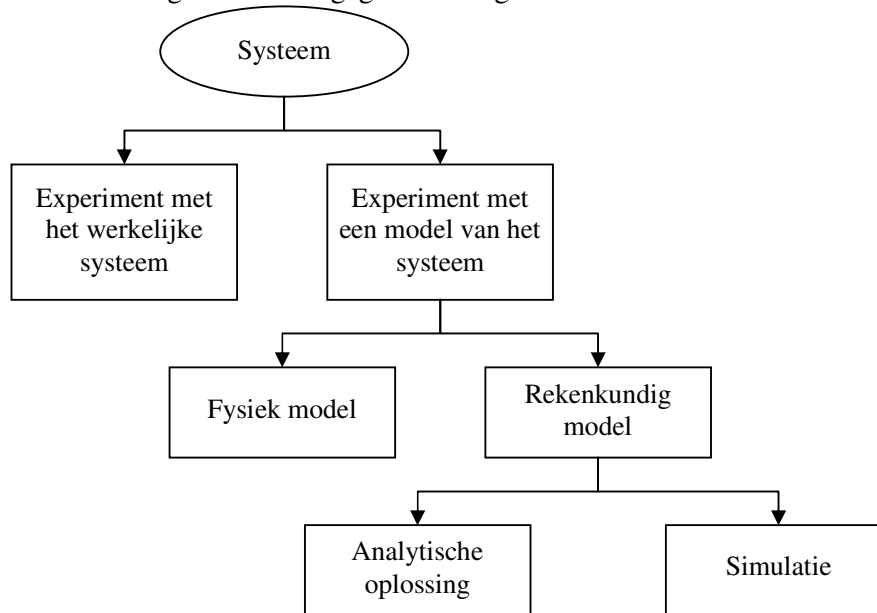 Systeem
Experiment met
het werkelijke
systeem
Experiment met
een model van het
systeem
Fysiek model
Rekenkundig
model
Analytische
oplossing
Simulatie